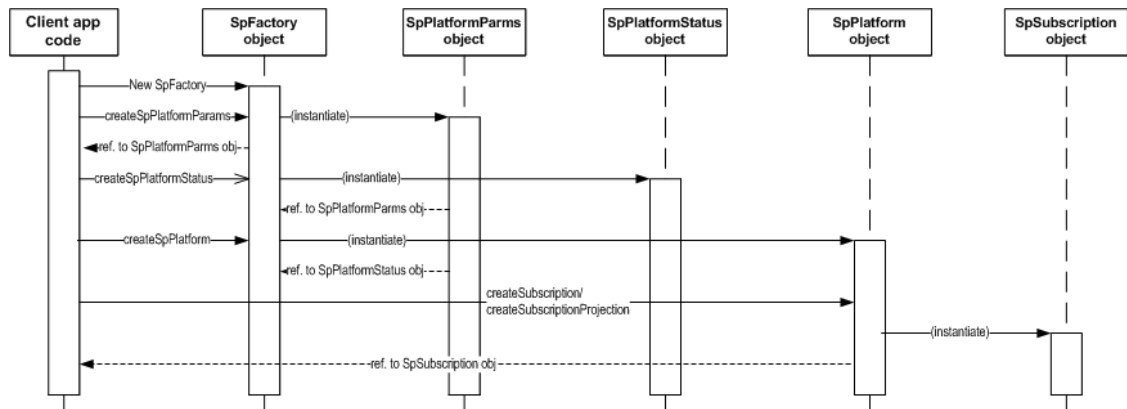 Client app
code
SpFactory
object
SpPlatformParms
object
SpPlatformStatus
object
SpPlatform
object
SpSubscription
object
New SpFactory
createSpPlatformParams
(instantiate)
ref. to SpPlatformParms obj
createSpPlatformStatus
(instantiate)
ref. to SpPlatformParms obj
createSpPlatform
(instantiate)
ref. to SpPlatformStatus obj
createSubscription/
createSubscriptionProjection
(instantiate)
ref. to SpSubscription obj